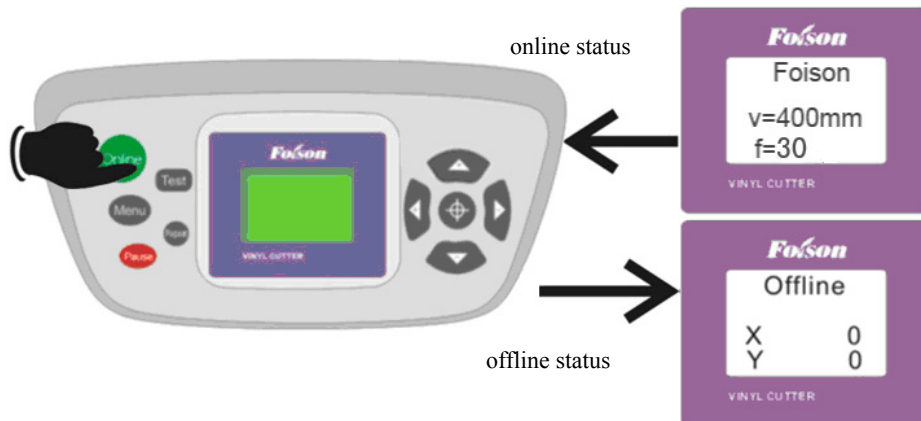 online status
Foison
Foison
v=400mm
f=30
VINYL CUTTER
Online
Test
Menu
Repeat
Pause
Foison
VINYL CUTTER
offline status
Foison
Offline
X 0
Y 0
VINYL CUTTER